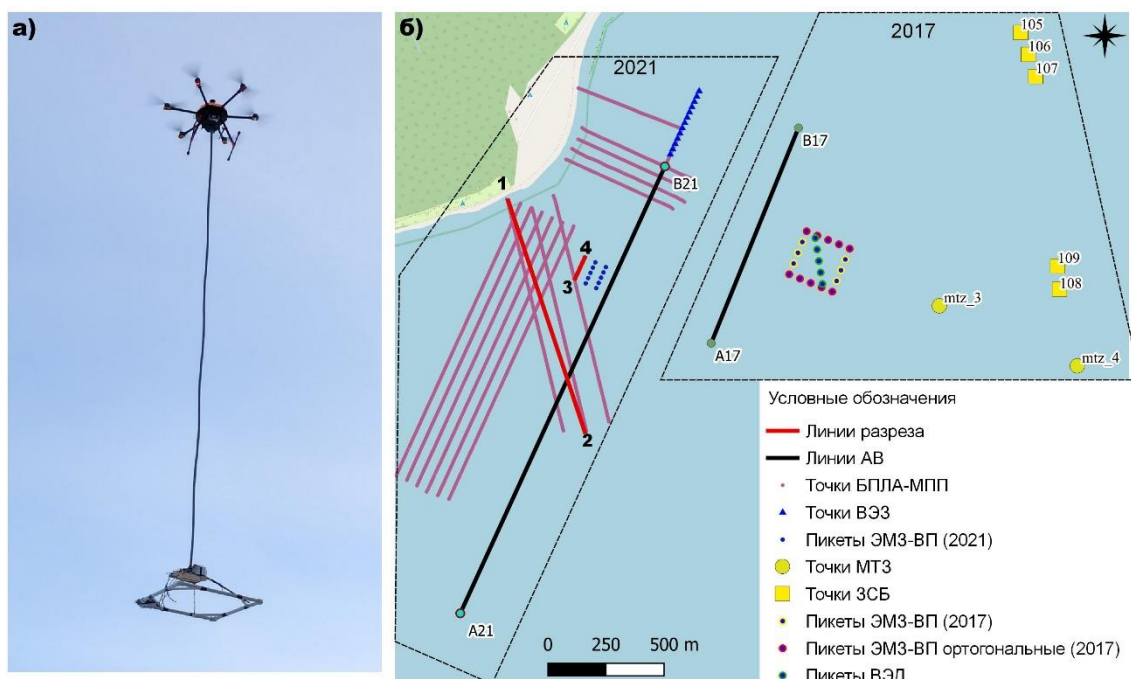 а)
б)
2021
2017
105
106
107
B17
B21
1
4
3
109
108
mtz_3
A17
mtz_4
2
A21
0 250 500 m
Условные обозначения
Линии разреза
Линии АВ
Точки БПЛА-МПП
Точки ВЭЗ
Пикеты ЭМЗ-ВП (2021)
Точки МТЗ
Точки ЗСБ
Пикеты ЭМЗ-ВП (2017)
Пикеты ЭМЗ-ВП ортогональные (2017)
Пикеты